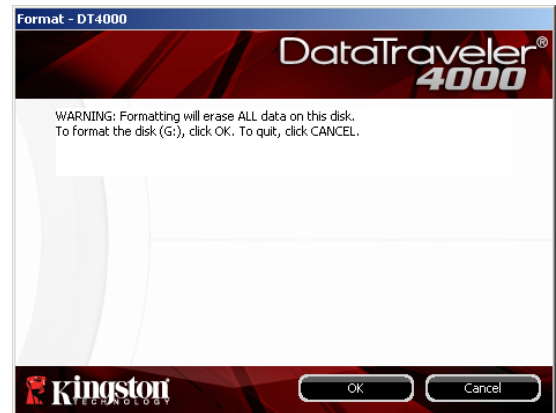 Format - DT4000
DataTraveler®
4000
WARNING: Formatting will erase ALL data on this disk.
To format the disk (G:), click OK. To quit, click CANCEL.
Kingston
TECHNOLOGY
OK
Cancel